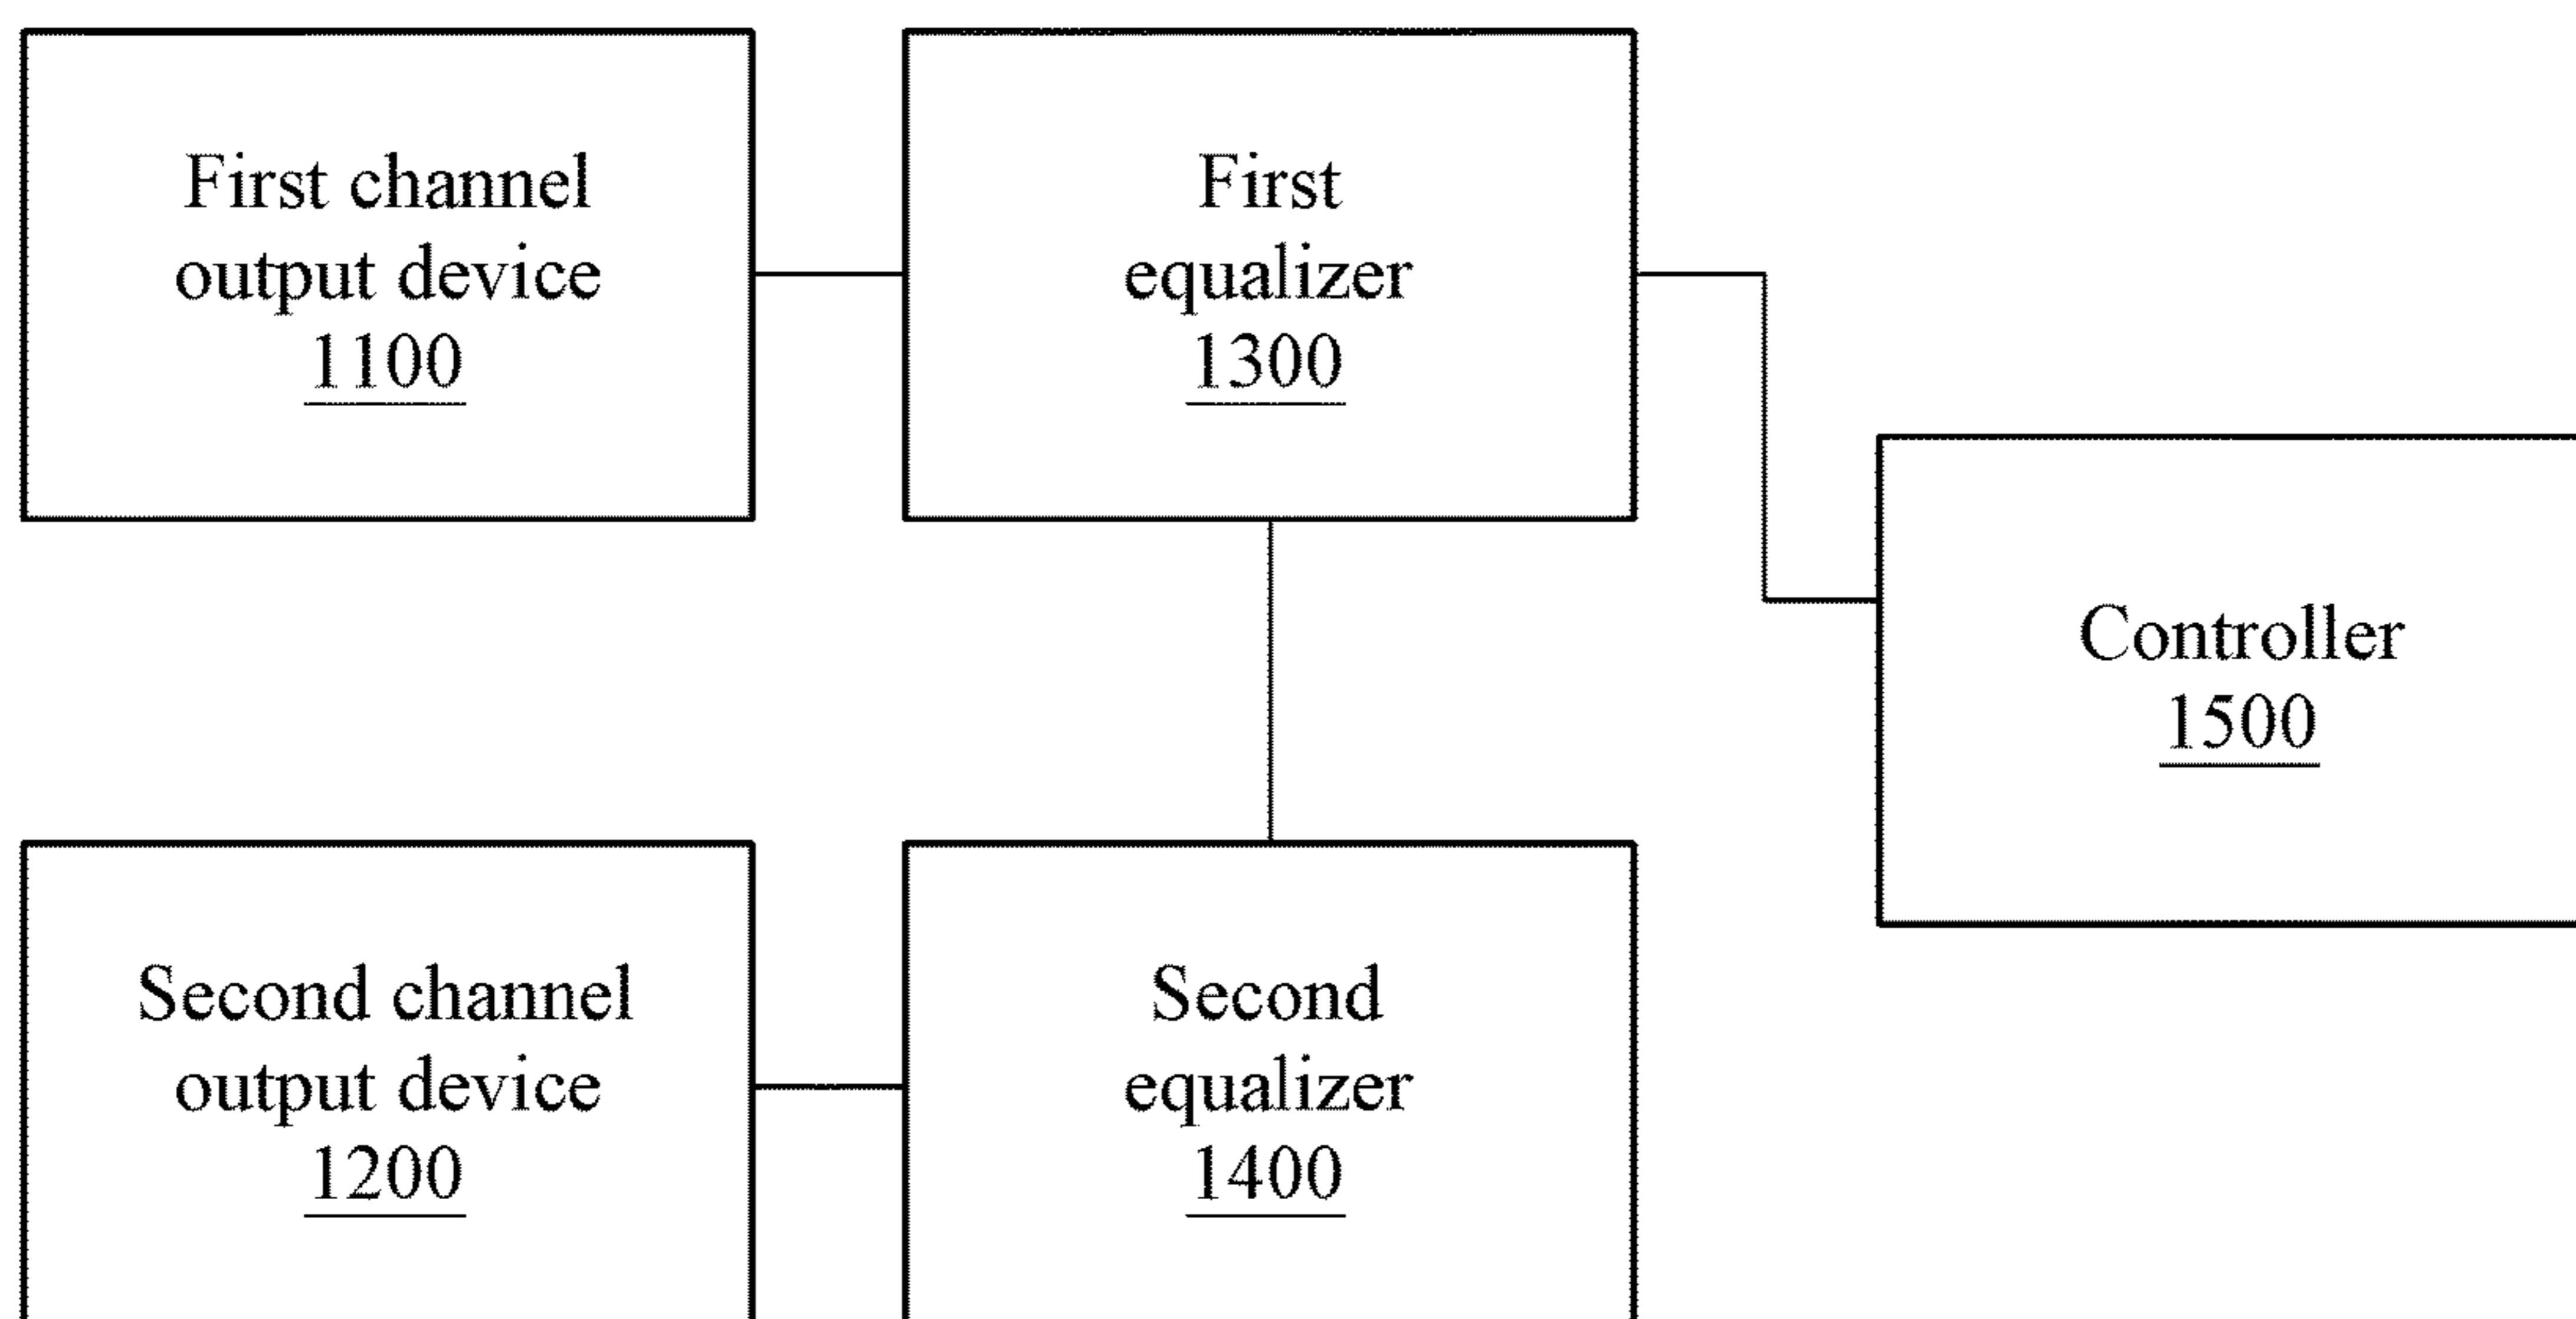 First channel
output device
1100
First
equalizer
1300
Controller
1500
Second channel
output device
1200
Second
equalizer
1400